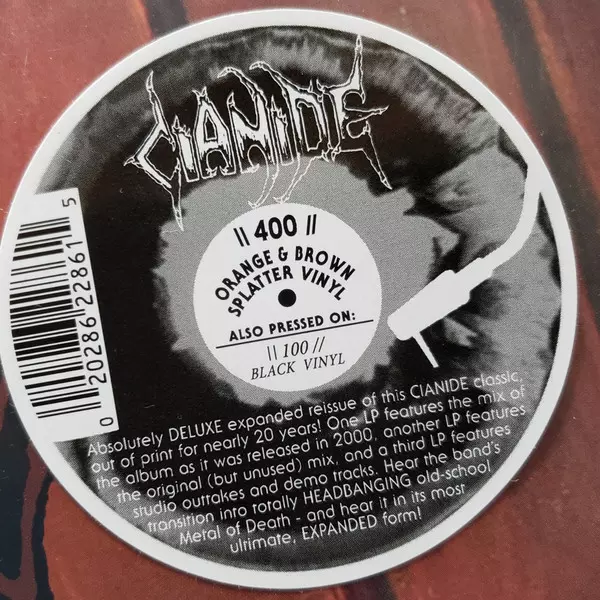 CIANIDE
|| 400 ||
ORANGE & BROWN
SPLATTER VINYL
ALSO PRESSED ON:
\\ 100 //
BLACK VINYL
0 20286 22861 5
Absolutely DELUXE expanded reissue of this CIANIDE classic,
out of print for nearly 20 years! One LP features the mix of
the album as it was released in 2000, another LP features
the original (but unused) mix, and a third LP features
studio outtakes and demo tracks. Hear the band's
transition into totally HEADBANGING old-school
Metal of Death - and hear it in its most
ultimate, EXPANDED form!